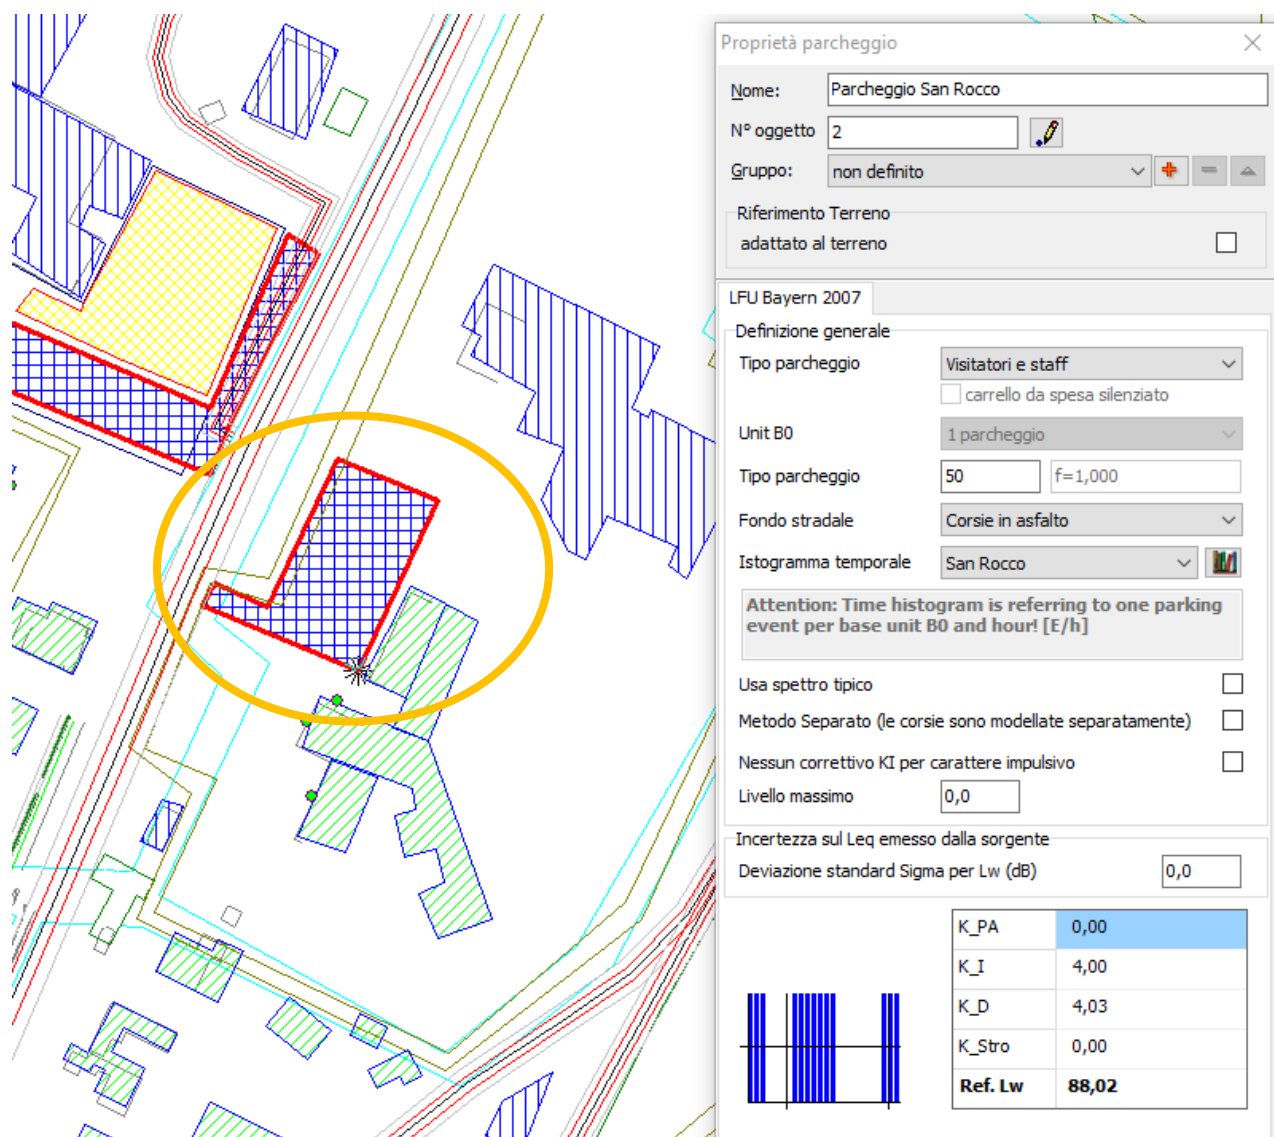 Proprietà parcheggio
Nome: Parcheggio San Rocco
N° oggetto 2
Gruppo: non definito
Riferimento Terreno
adattato al terreno
LFU Bayern 2007
Definizione generale
Tipo parcheggio Visitatori e staff
carrello da spesa silenziato
Unit B0 1 parcheggio
Tipo parcheggio 50 f=1,000
Fondo stradale Corsie in asfalto
Istogramma temporale San Rocco
Attention: Time histogram is referring to one parking
event per base unit B0 and hour! [E/h]
Usa spettro tipico
Metodo Separato (le corsie sono modellate separatamente)
Nessun correttivo KI per carattere impulsivo
Livello massimo 0,0
Incertezza sul Leq emesso dalla sorgente
Deviazione standard Sigma per Lw (dB) 0,0
K_PA 0,00
K_I 4,00
K_D 4,03
K_Stro 0,00
Ref. Lw 88,02